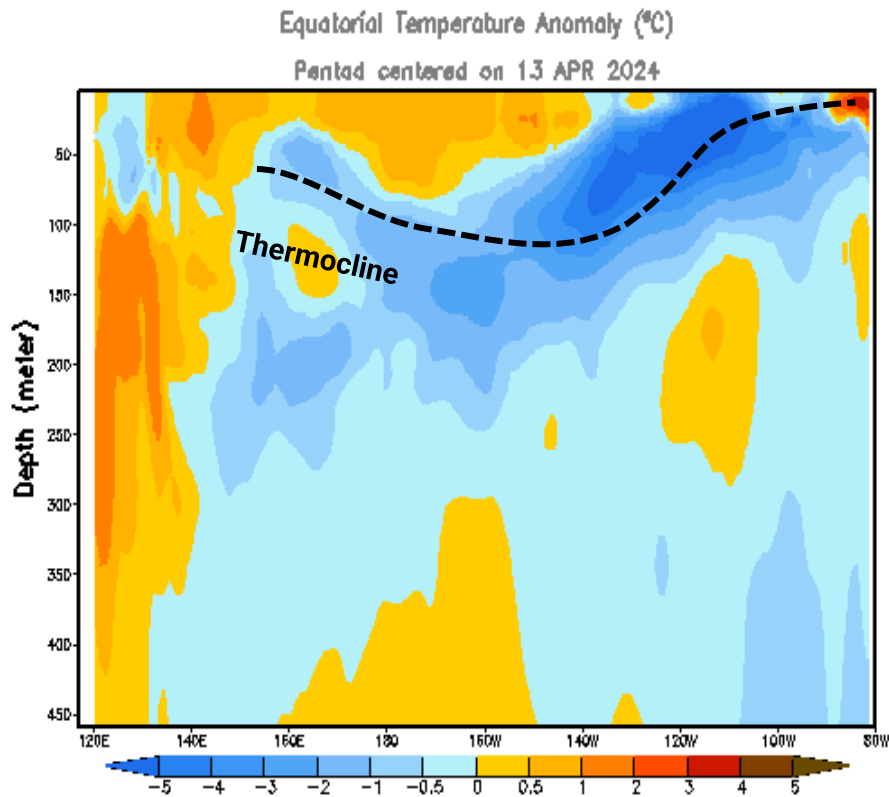 Equatorial Temperature Anomaly (°C)
Pentad centered on 13 APR 2024
50
100
150
200
250
300
350
400
450
Depth (meter)
Thermocline
120E 140E 160E 180 160W 140W 120W 100W 80W
-5 -4 -3 -2 -1 -0.5 0 0.5 1 2 3 4 5